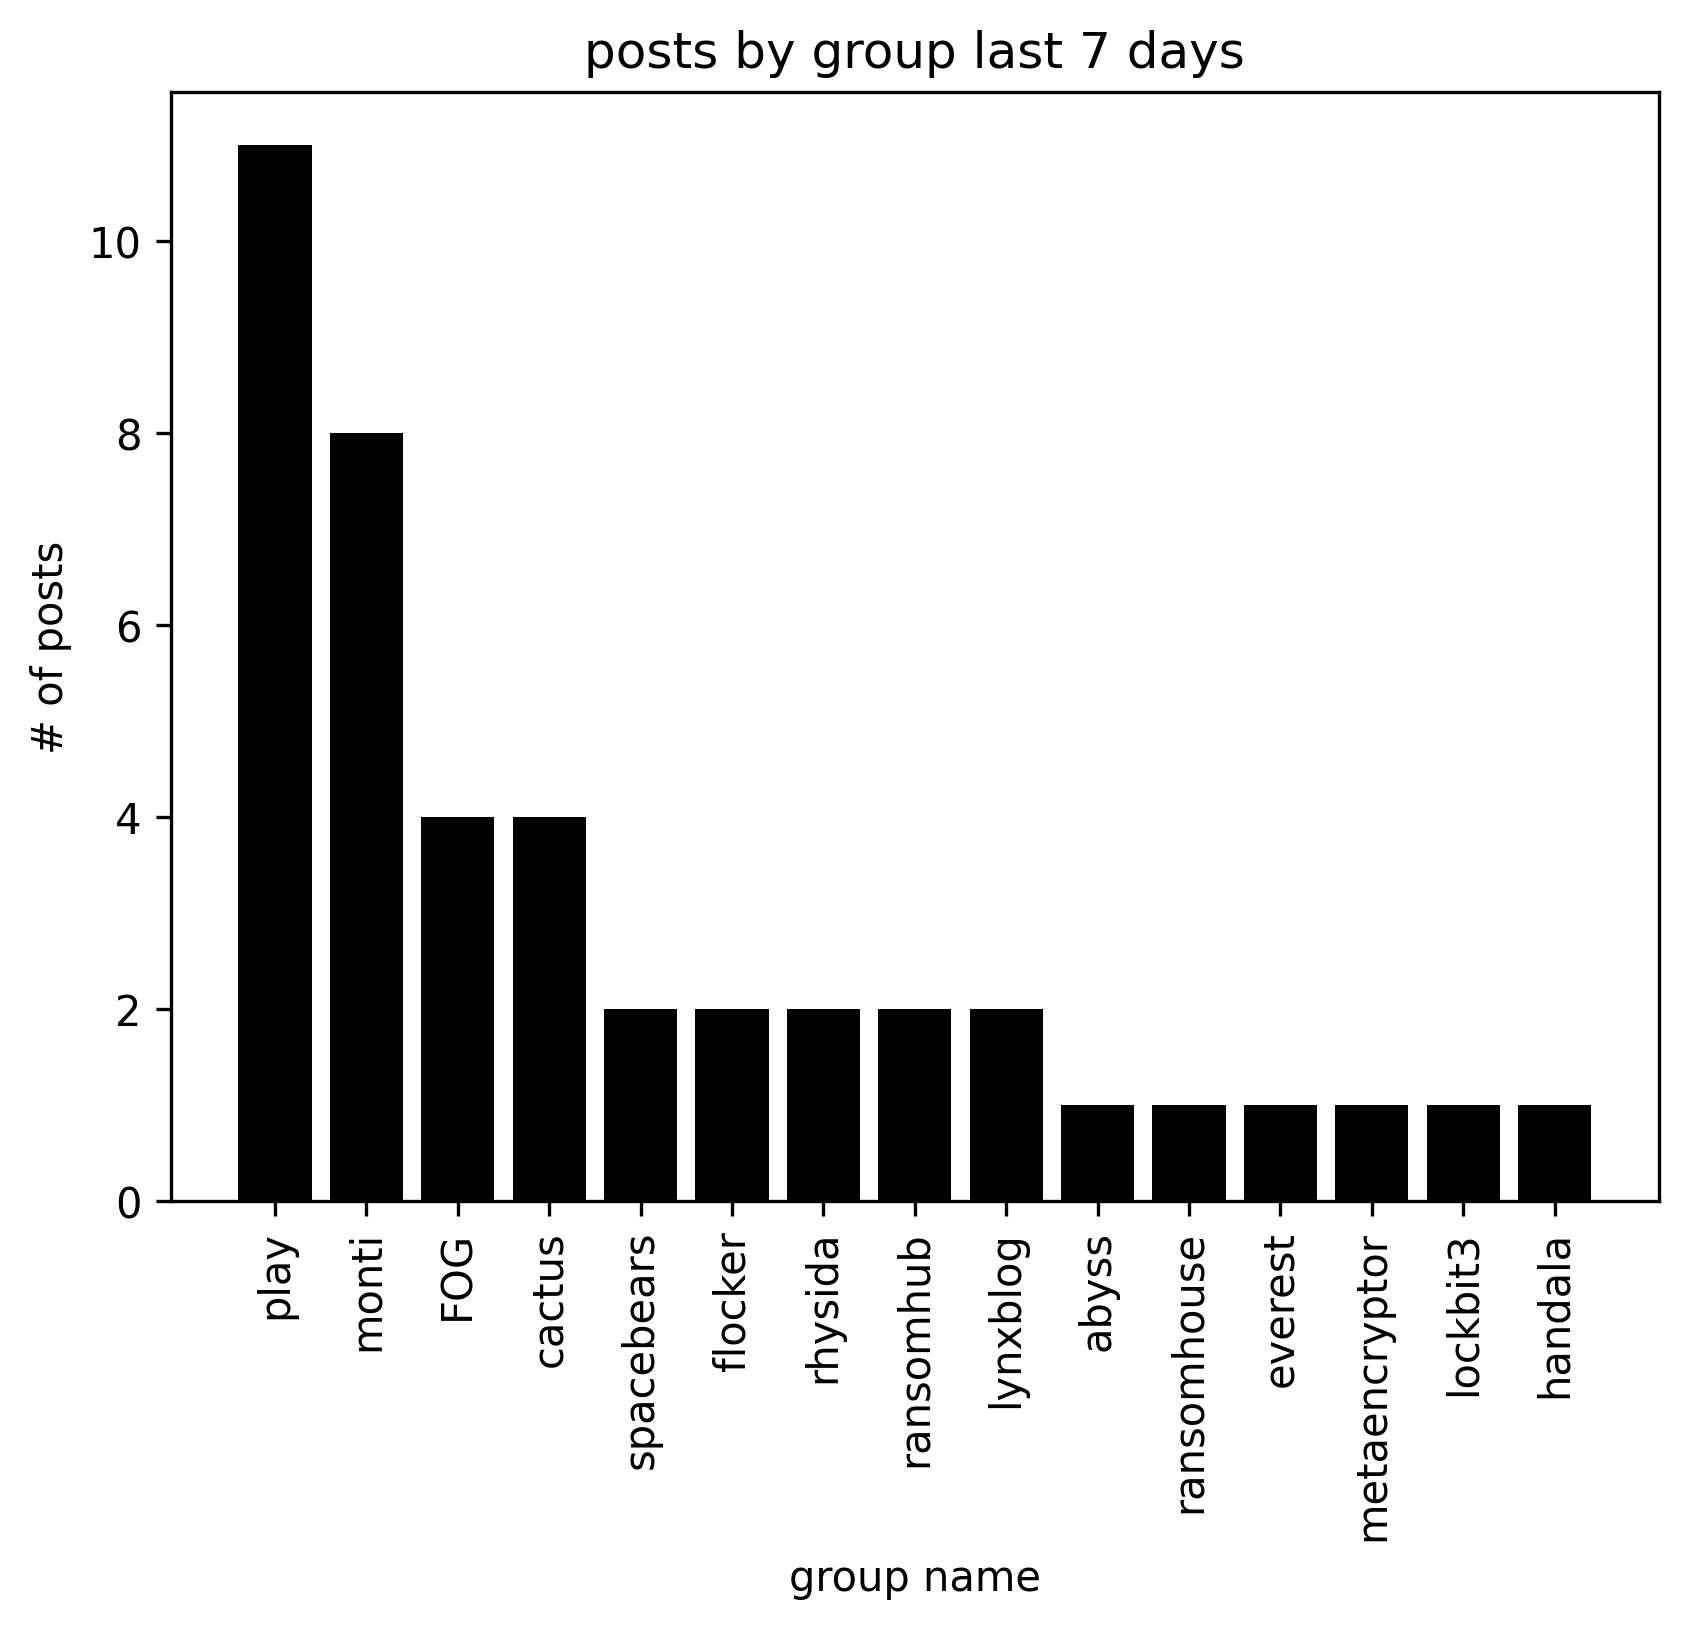 posts by group last 7 days
# of posts
10
8
6
4
2
0
play
monti
FOG
cactus
spacebears
flocker
rhysida
ransomhub
lynxblog
abyss
ransomhouse
everest
metaencryptor
lockbit3
handala
group name